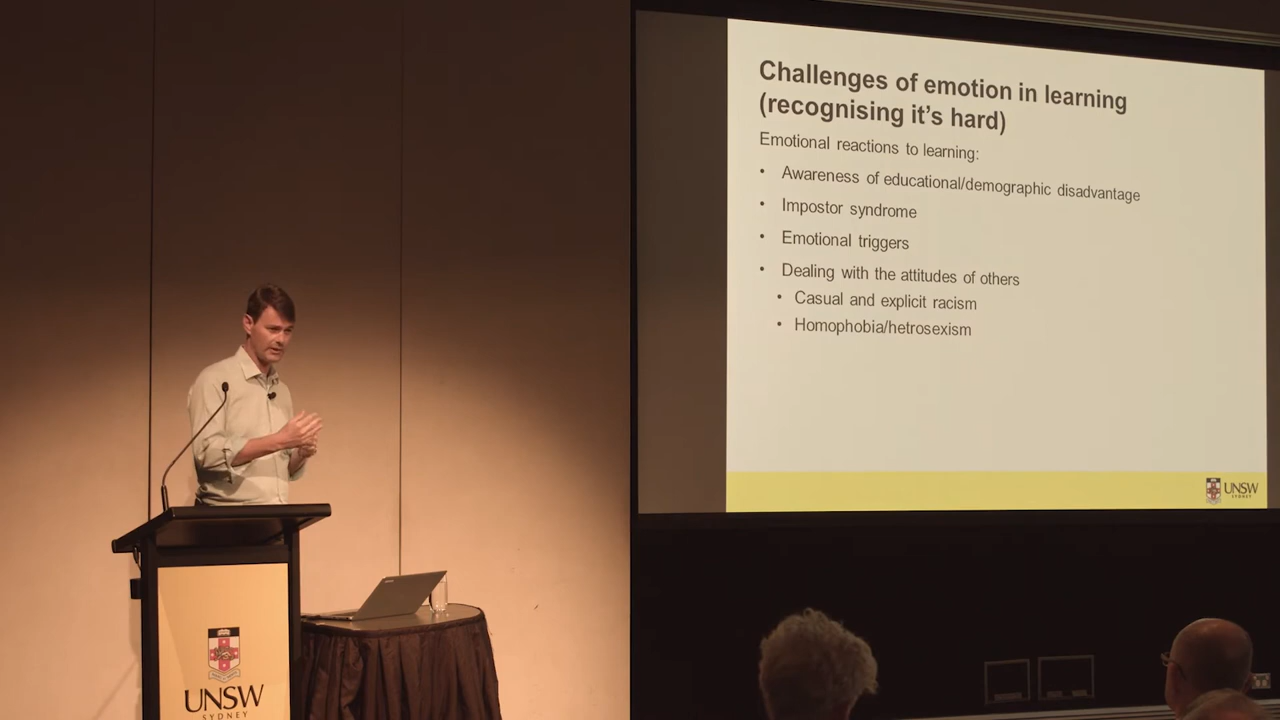 Challenges of emotion in learning
(recognising it's hard)
Emotional reactions to learning:
• Awareness of educational/demographic disadvantage
• Impostor syndrome
• Emotional triggers
• Dealing with the attitudes of others
• Casual and explicit racism
• Homophobia/hetrosexism
UNSW
SYDNEY
UNSW
SYDNEY